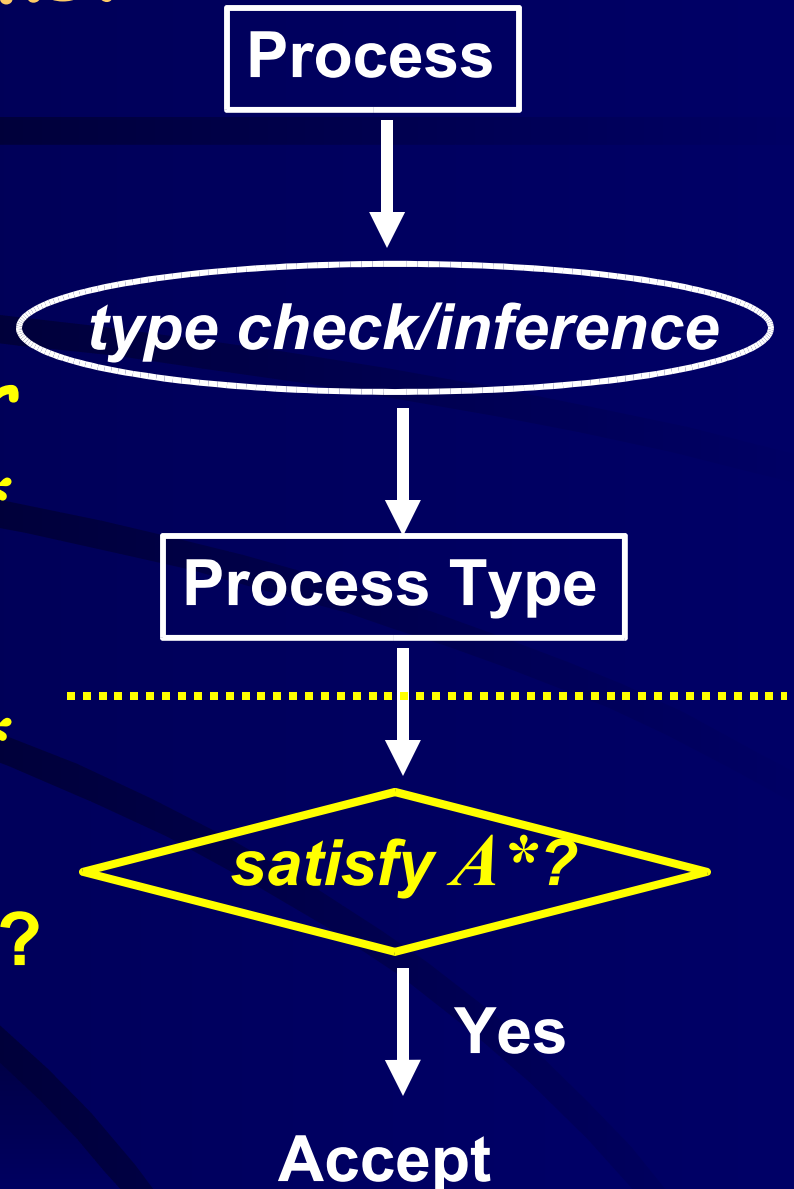 Process
type check/inference
Process Type
satisfy A*?
?
Yes
Accept